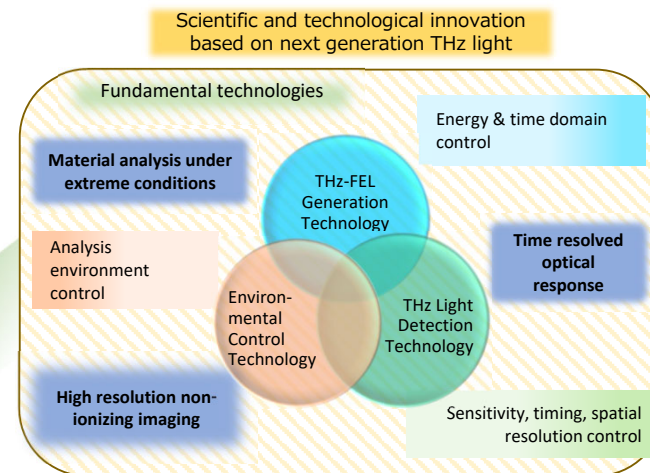 Scientific and technological innovation
based on next generation THz light
Fundamental technologies
Energy & time domain
control
Material analysis under
extreme conditions
THz-FEL
Generation
Technology
Analysis
environment
control
Time resolved
optical
response
Environ-
mental
Control
Technology
THz Light
Detection
Technology
High resolution non-
ionizing imaging
Sensitivity, timing, spatial
resolution control